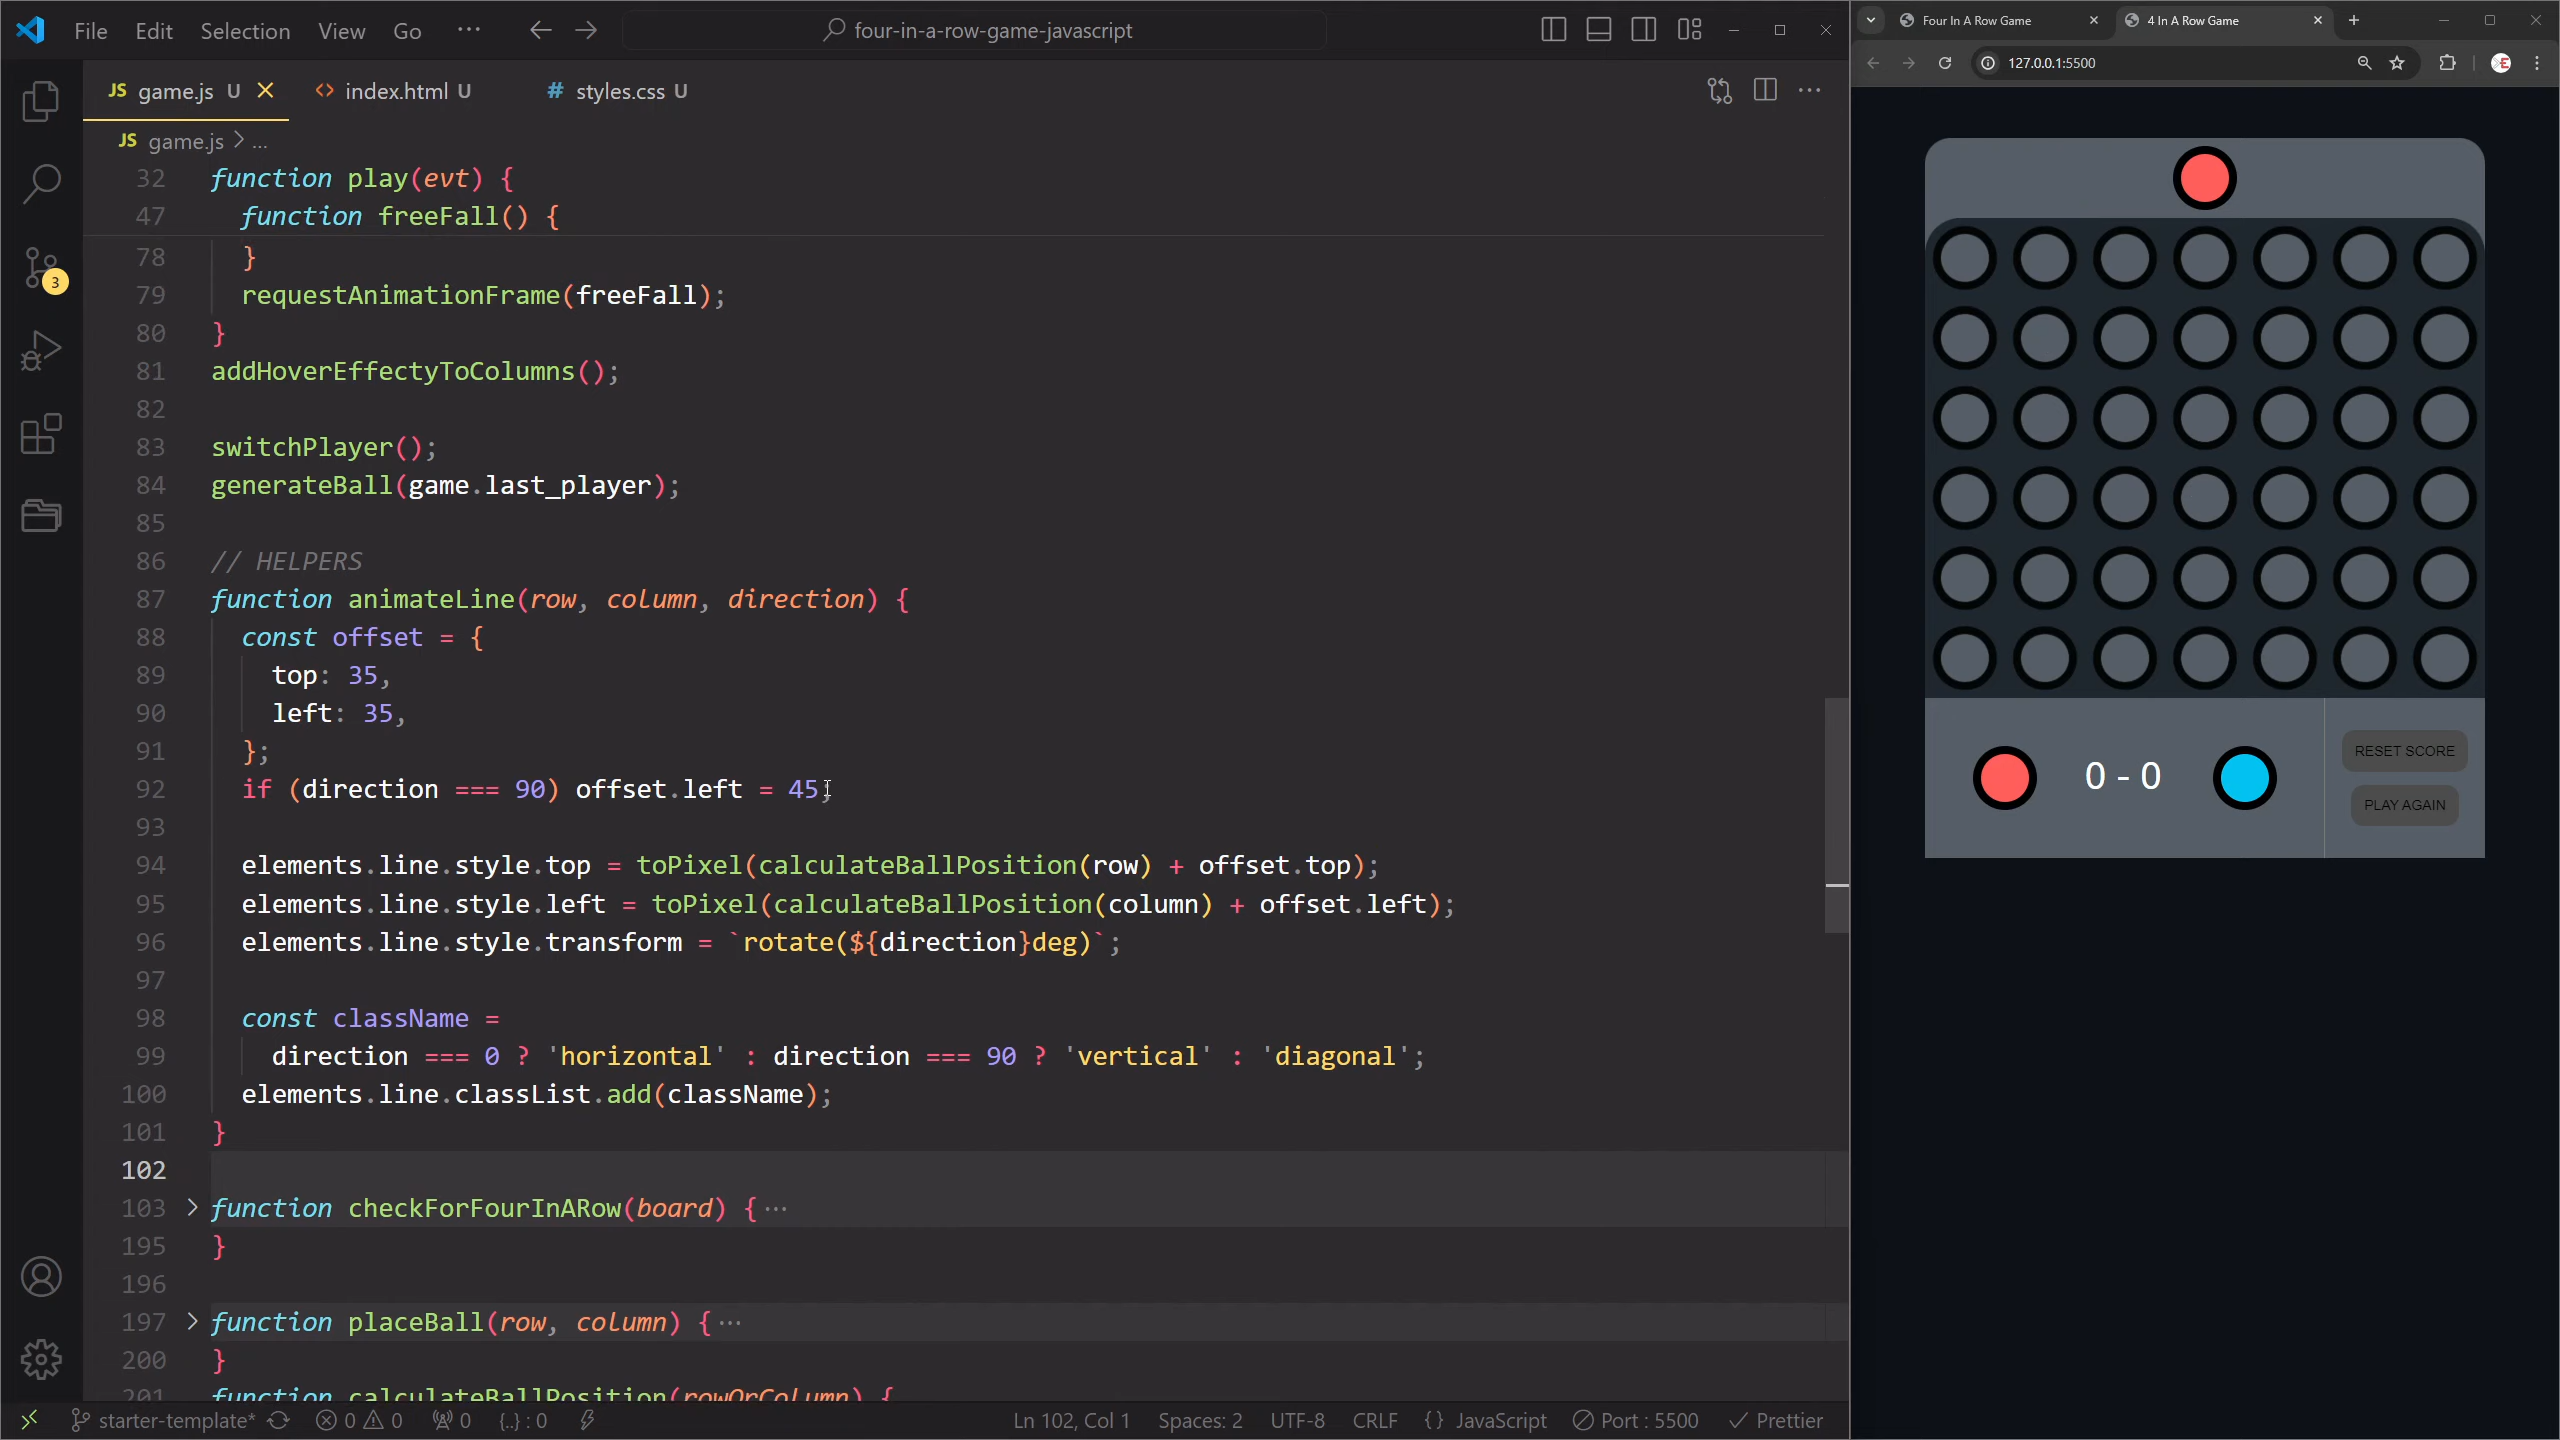 File Edit Selection View Go ··· four-in-a-row-game-javascript
Four In A Row Game 4 In A Row Game
127.0.0.1:5500
JS game.js U index.html U # styles.css U
JS game.js > ...
32 function play(evt) {
47 function freeFall() {
78 }
79 requestAnimationFrame(freeFall);
80 }
81 addHoverEffectyToColumns();
82
83 switchPlayer();
84 generateBall(game.last_player);
85
86 // HELPERS
87 function animateLine(row, column, direction) {
88 const offset = {
89 top: 35,
90 left: 35,
91 };
92 if (direction === 90) offset.left = 45;
93
94 elements.line.style.top = toPixel(calculateBallPosition(row) + offset.top);
95 elements.line.style.left = toPixel(calculateBallPosition(column) + offset.left);
96 elements.line.style.transform = `rotate(${direction}deg)`;
97
98 const className =
99 direction === 0 ? 'horizontal' : direction === 90 ? 'vertical' : 'diagonal';
100 elements.line.classList.add(className);
101 }
102
103 function checkForFourInARow(board) {···
195 }
196
197 function placeBall(row, column) {···
200 }
201 function calculateBallPosition(rowOrColumn) {
3
0 - 0
RESET SCORE
PLAY AGAIN
starter-template* 0 0 0 {..} : 0 Ln 102, Col 1 Spaces: 2 UTF-8 CRLF {} JavaScript Port : 5500 Prettier